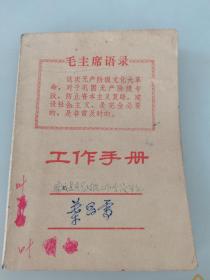 毛主席语录
这次无产阶级文化大革
命，对于巩固无产阶级专
政，防止资本主义复辟，建
设社会主义，是完全必要
的，是非常及时的。
工作手册
叶
叶